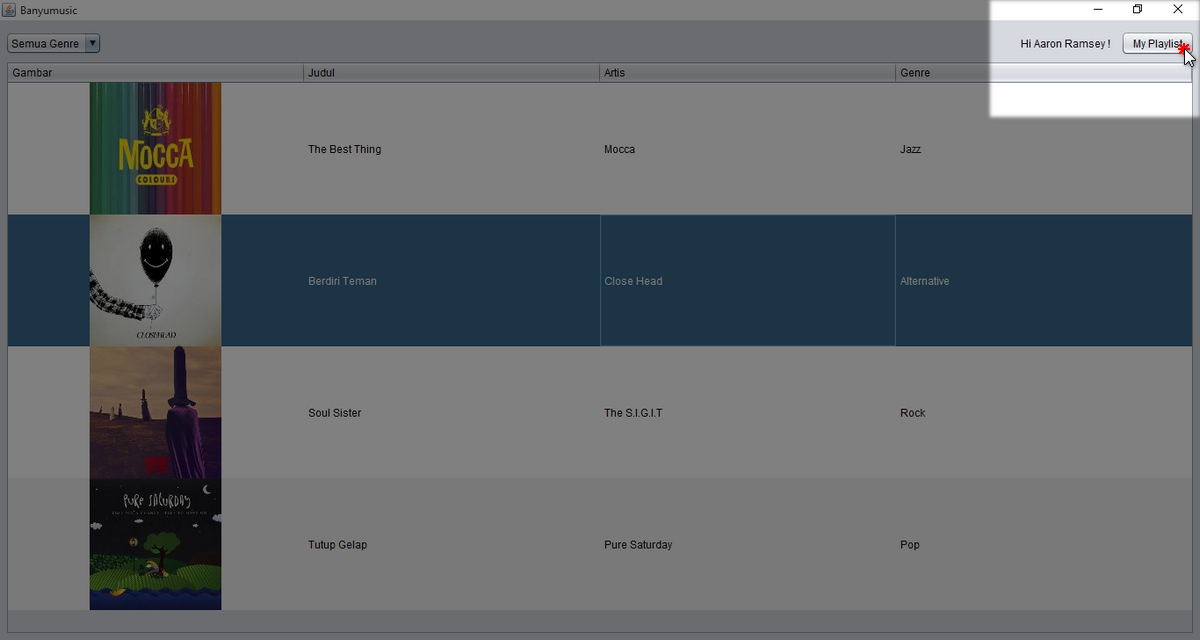 Banyumusic
Semua Genre
Hi Aaron Ramsey !
My Playlist
Gambar Judul Artis Genre
MOCCA
COLOURS
The Best Thing Mocca Jazz
CLOSEHEAD
Berdiri Teman Close Head Alternative
Soul Sister The S.I.G.I.T Rock
PURE SATURDAY
Tutup Gelap Pure Saturday Pop